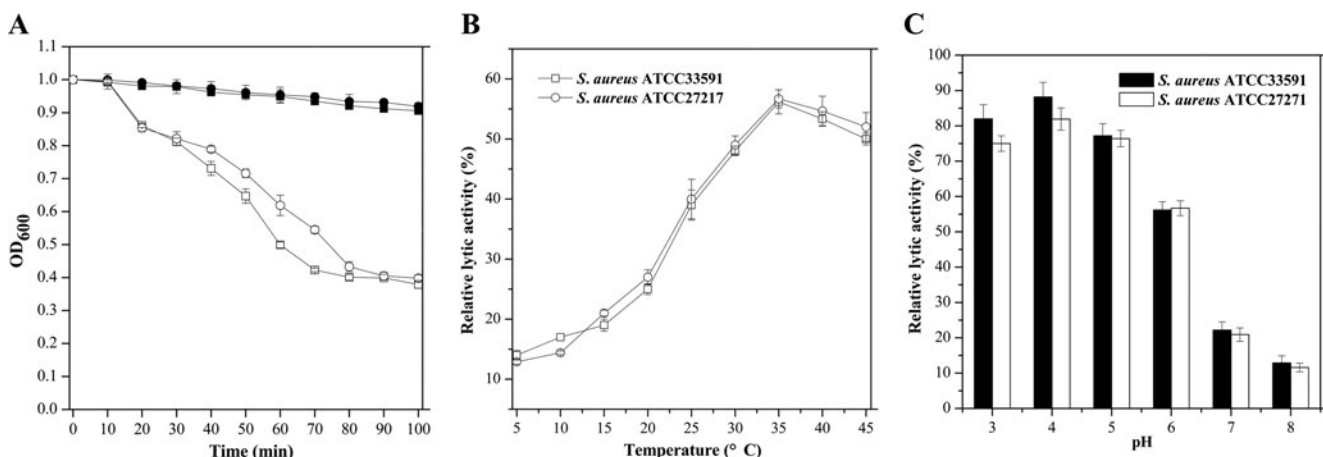 A
1.1
1.0
0.9
0.8
0.7
0.6
0.5
0.4
0.3
0.2
0.1
0.0
OD600
0 10 20 30 40 50 60 70 80 90 100
Time (min)
B
S. aureus ATCC33591
S. aureus ATCC27217
60
50
40
30
20
10
Relative lytic activity (%)
5 10 15 20 25 30 35 40 45
Temperature (° C)
C
S. aureus ATCC33591
S. aureus ATCC27271
100
90
80
70
60
50
40
30
20
10
0
Relative lytic activity (%)
3 4 5 6 7 8
pH